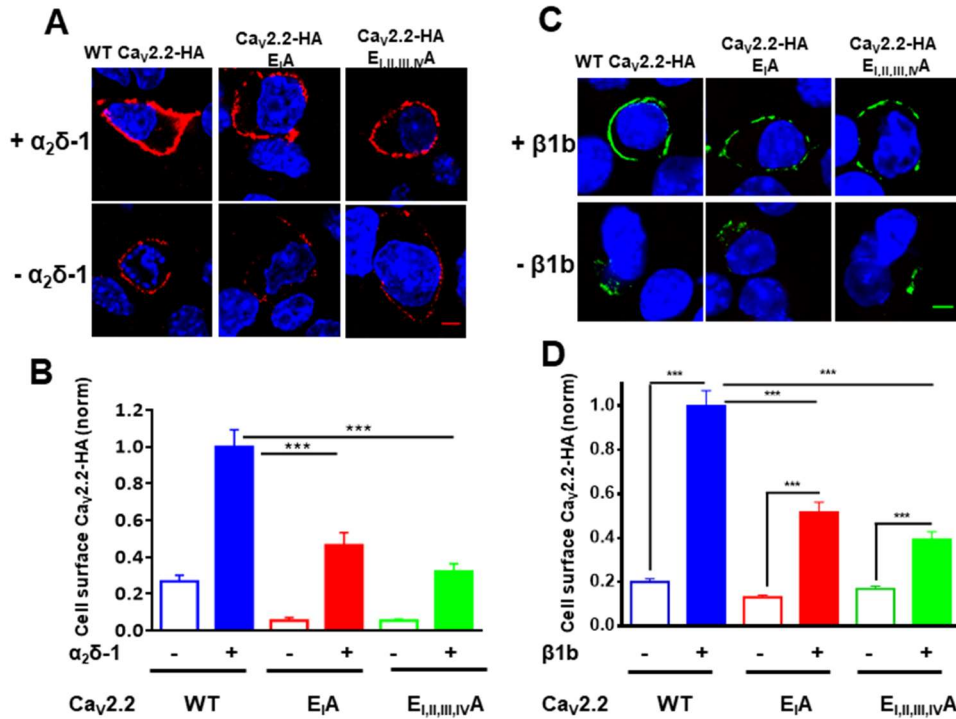 A
WT CaV2.2-HA
CaV2.2-HA
EIA
CaV2.2-HA
EI,II,III,IVA
+ α2δ-1
- α2δ-1
B
Cell surface CaV2.2-HA (norm)
1.2
1.0
0.8
0.6
0.4
0.2
0.0
***
***
α2δ-1
- + - + - +
CaV2.2 WT EIA EI,II,III,IVA
C
WT CaV2.2-HA
CaV2.2-HA
EIA
CaV2.2-HA
EI,II,III,IVA
+ β1b
- β1b
D
Cell surface CaV2.2-HA (norm)
1.0
0.8
0.6
0.4
0.2
0.0
***
***
***
***
***
β1b - + - + - +
CaV2.2 WT EIA EI,II,III,IVA